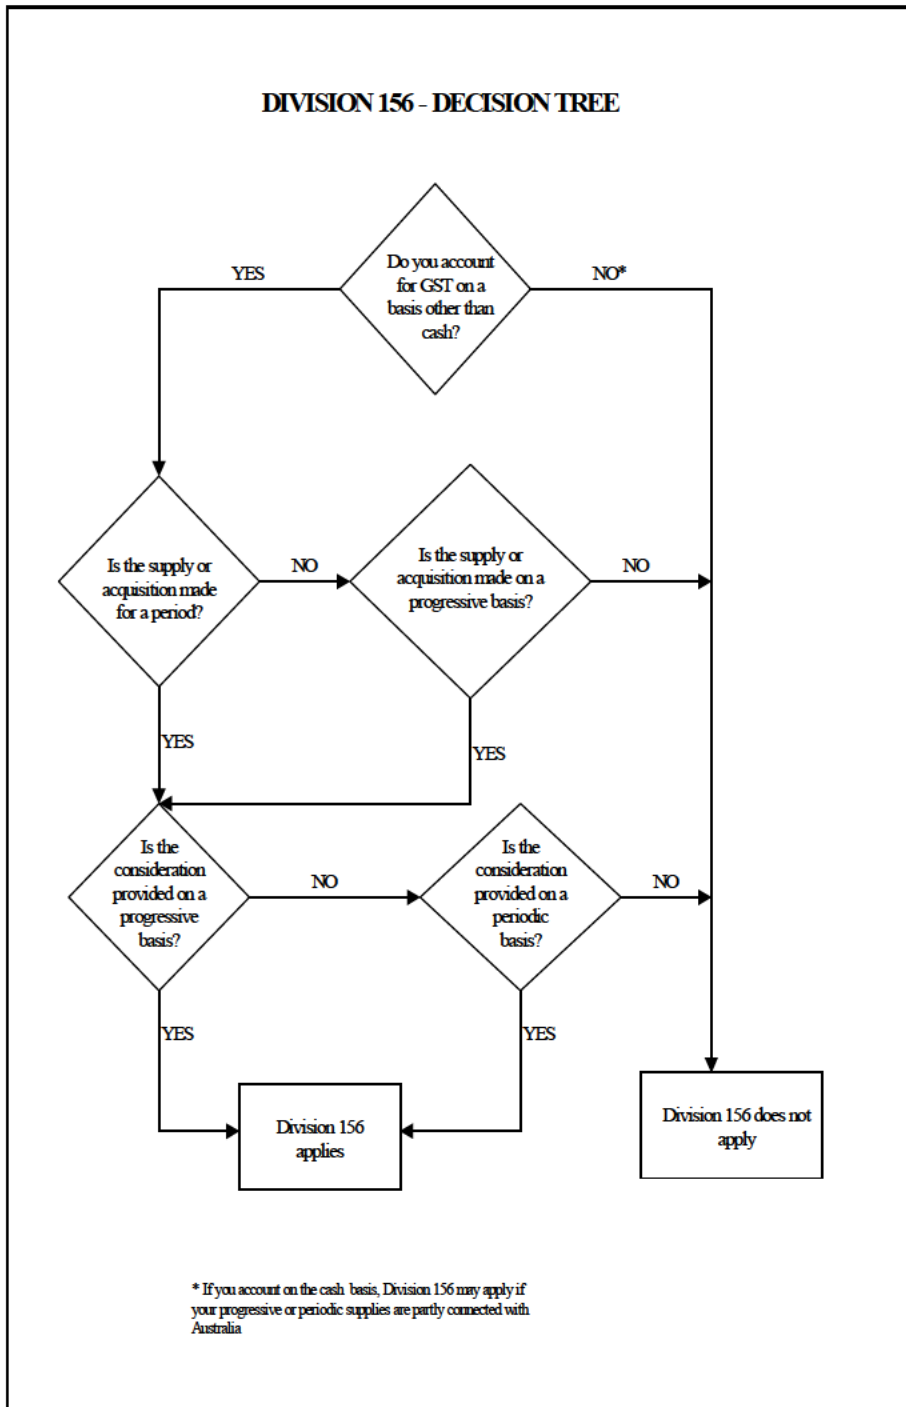 DIVISION 156 - DECISION TREE
Do you account
for GST on a
basis other than
cash?
YES
NO*
Is the supply or
acquisition made
for a period?
NO
Is the supply or
acquisition made on a
progressive basis?
NO
YES
YES
Is the
consideration
provided on a
progressive
basis?
NO
Is the
consideration
provided on a
periodic
basis?
NO
YES
YES
Division 156
applies
Division 156 does not
apply
* If you account on the cash basis, Division 156 may apply if
your progressive or periodic supplies are partly connected with
Australia